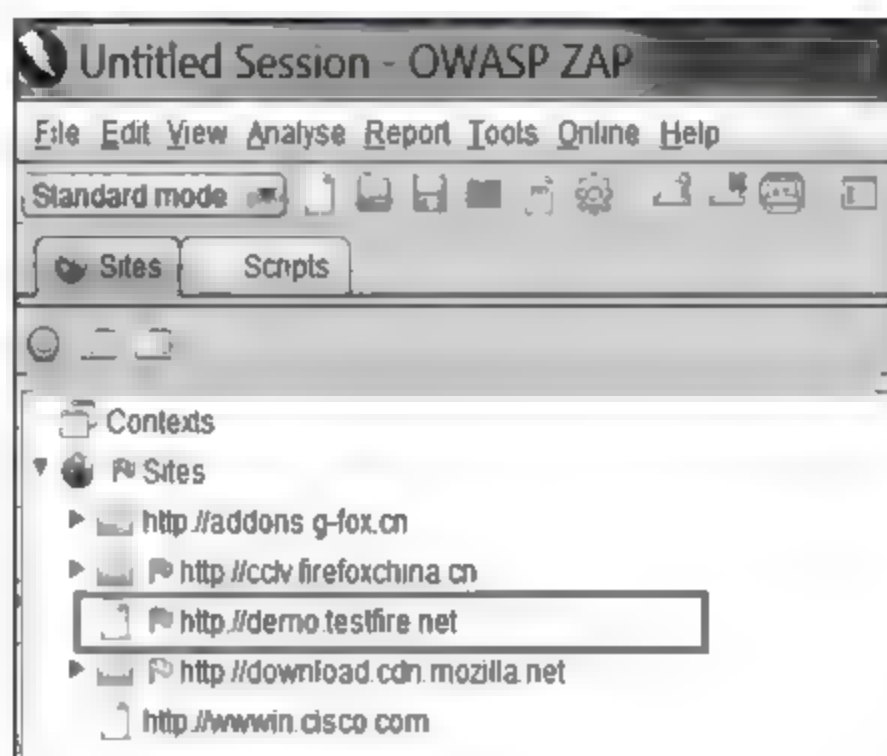 Untitled Session - OWASP ZAP
File Edit View Analyse Report Tools Online Help
Standard mode
Sites Scripts
Contexts
Sites
http://addons.g-fox.cn
http://cctv.firefoxchina.cn
http://demo.testfire.net
http://download.cdn.mozilla.net
http://wwwin.cisco.com